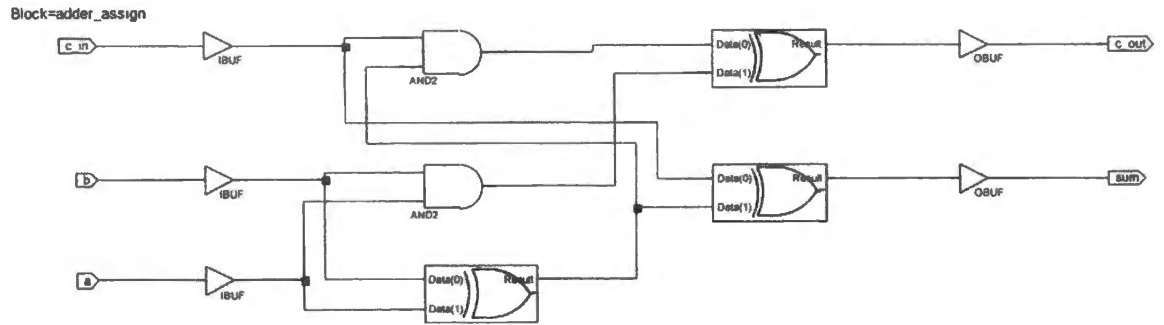 Block=adder_assign
c_in
IBUF
AND2
Data(0)
Data(1)
Result
OBUF
c_out
b
IBUF
AND2
Data(0)
Data(1)
Result
OBUF
sum
a
IBUF
Data(0)
Data(1)
Result